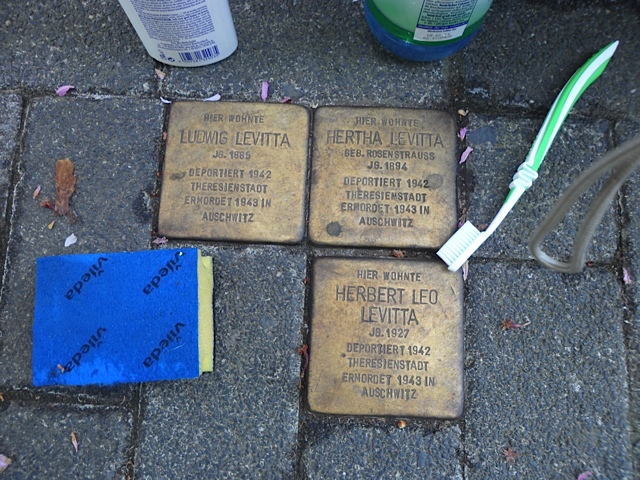 HIER WOHNTE
LUDWIG LEVITTA
JG. 1885
DEPORTIERT 1942
THERESIENSTADT
ERMORDET 1943 IN
AUSCHWITZ
HIER WOHNTE
HERTHA LEVITTA
GEB. ROSENSTRAUSS
JG. 1894
DEPORTIERT 1942
THERESIENSTADT
ERMORDET 1943 IN
AUSCHWITZ
HIER WOHNTE
HERBERT LEO
LEVITTA
JG. 1927
DEPORTIERT 1942
THERESIENSTADT
ERMORDET 1943 IN
AUSCHWITZ
vileda
vileda
vileda
vileda